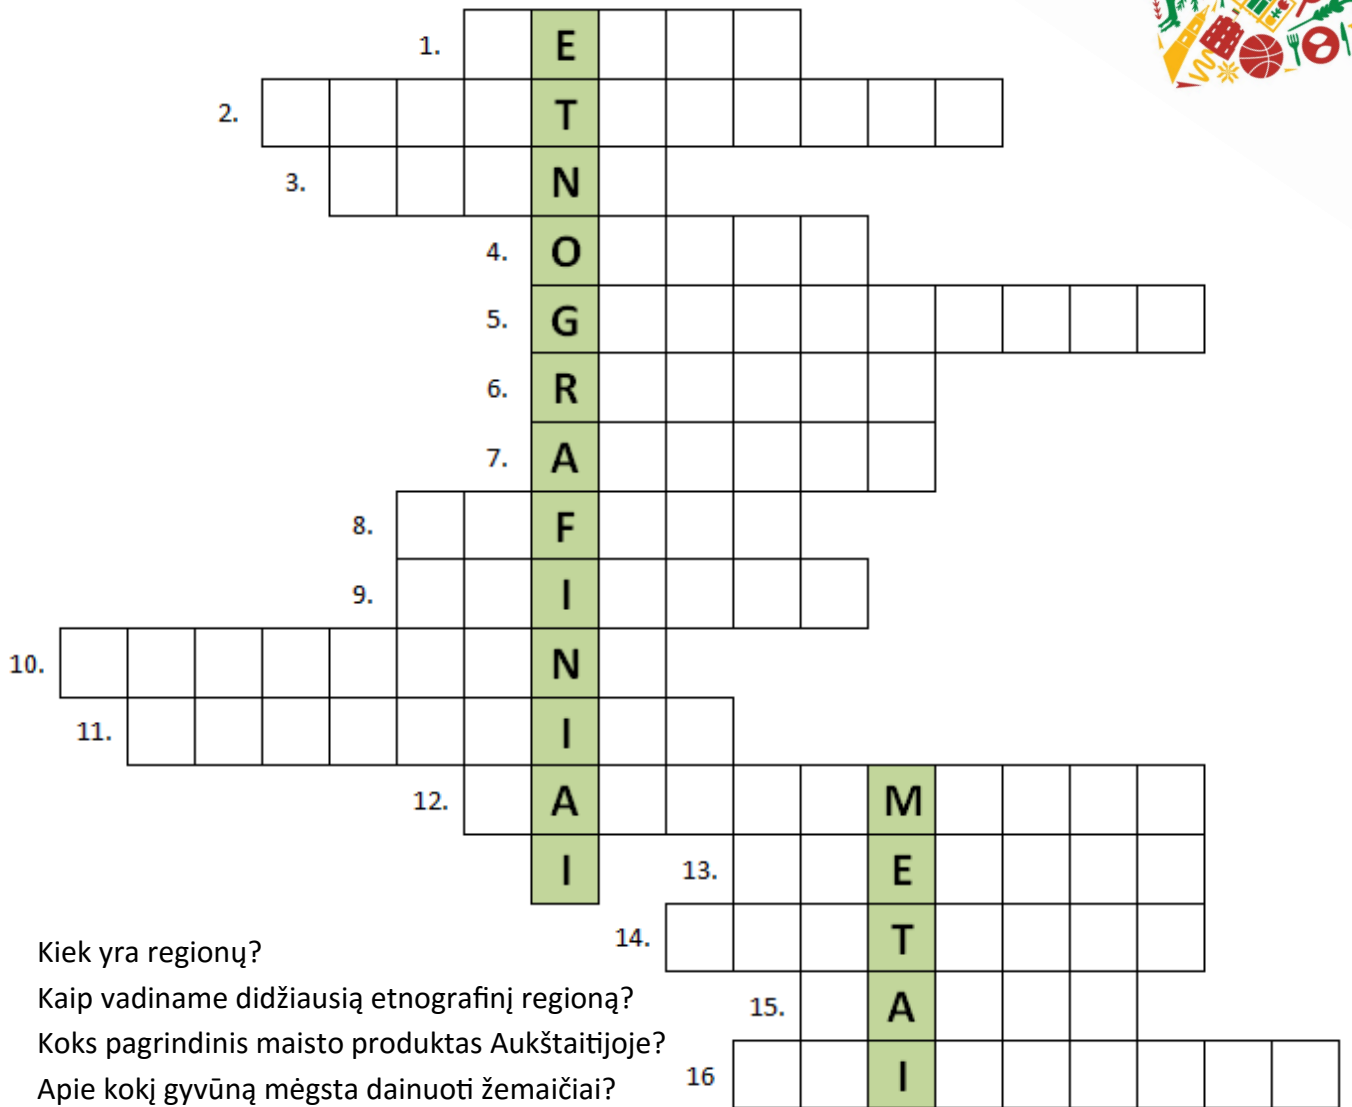 1. E
2. T
3. N
4. O
5. G
6. R
7. A
8. F
9. I
10. N
11. I
12. A M
I 13. E
14. T
15. A
16 I
Kiek yra regionų?
Kaip vadiname didžiausią etnografinį regioną?
Koks pagrindinis maisto produktas Aukštaitijoje?
Apie kokį gyvūną mėgsta dainuoti žemaičiai?